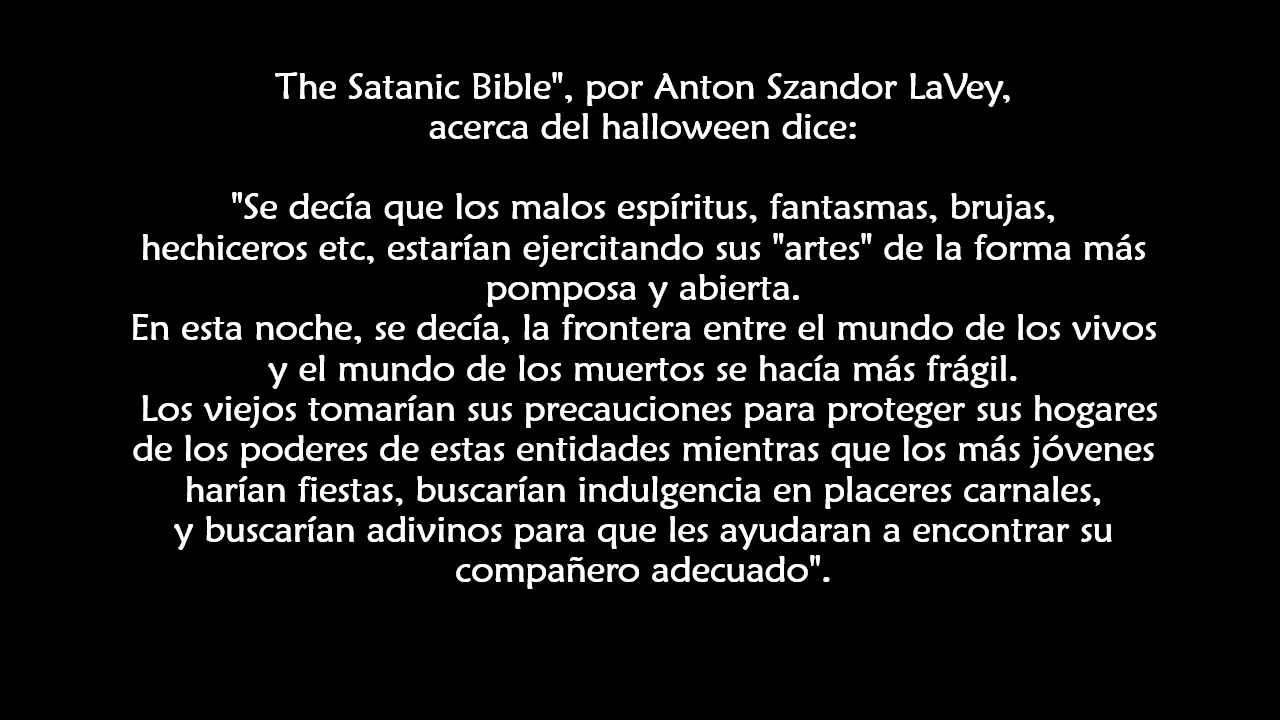 The Satanic Bible", por Anton Szandor LaVey,
acerca del halloween dice:
"Se decía que los malos espíritus, fantasmas, brujas,
hechiceros etc, estarían ejercitando sus "artes" de la forma más
pomposa y abierta.
En esta noche, se decía, la frontera entre el mundo de los vivos
y el mundo de los muertos se hacía más frágil.
Los viejos tomarían sus precauciones para proteger sus hogares
de los poderes de estas entidades mientras que los más jóvenes
harían fiestas, buscarían indulgencia en placeres carnales,
y buscarían adivinos para que les ayudaran a encontrar su
compañero adecuado".